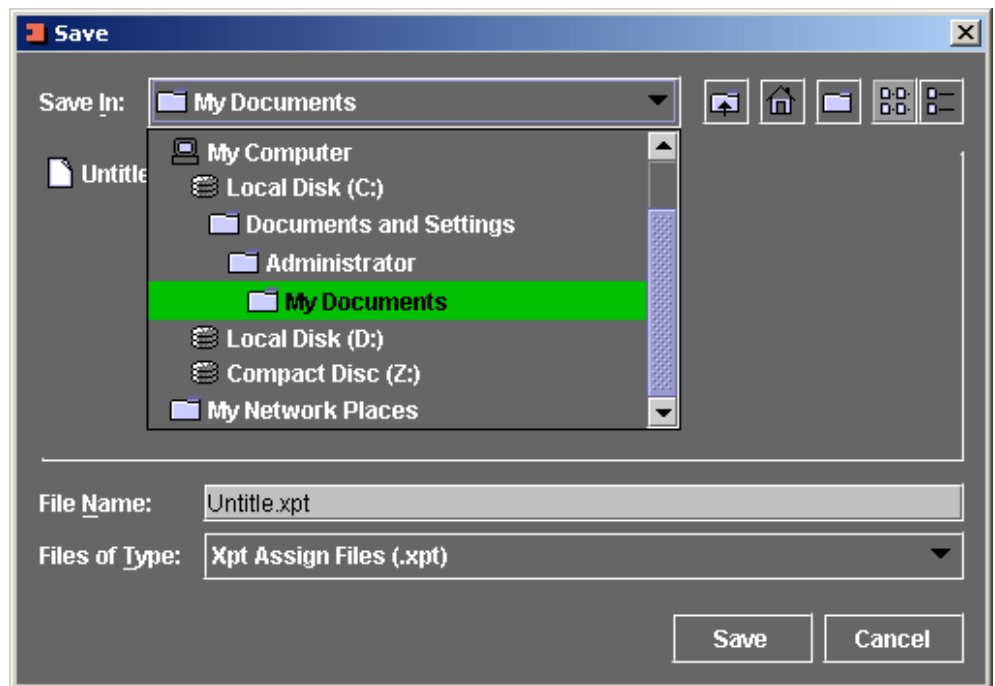 Save
Save In: My Documents
My Computer
Untitle
Local Disk (C:)
Documents and Settings
Administrator
My Documents
Local Disk (D:)
Compact Disc (Z:)
My Network Places
File Name: Untitle.xpt
Files of Type: Xpt Assign Files (.xpt)
Save Cancel